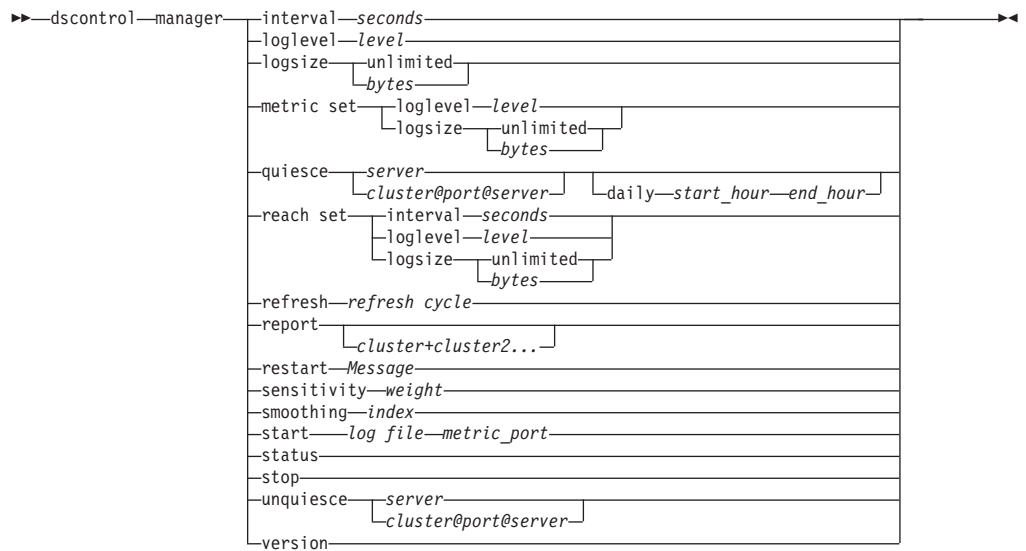 dscontrol manager interval seconds
loglevel level
logsize unlimited
bytes
metric set loglevel level
logsize unlimited
bytes
quiesce server
cluster@port@server daily start_hour end_hour
reach set interval seconds
loglevel level
logsize unlimited
bytes
refresh refresh cycle
report
cluster+cluster2...
restart Message
sensitivity weight
smoothing index
start log file metric_port
status
stop
unquiesce server
cluster@port@server
version